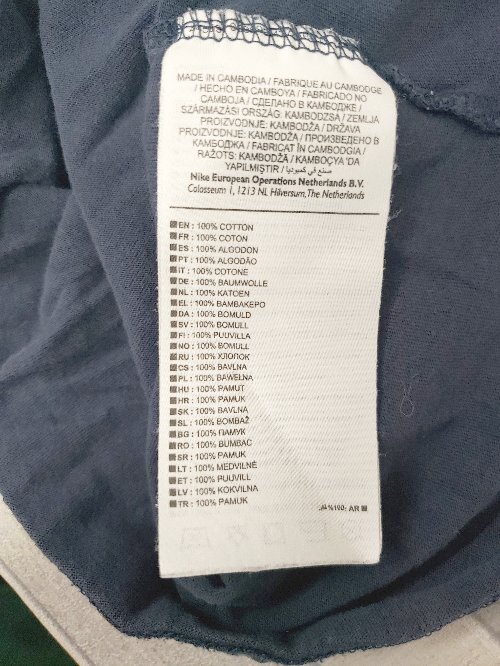 MADE IN CAMBODIA / FABRIQUE AU CAMBODGE
/ HECHO EN CAMBOYA / FABRICADO NO
CAMBOJA / СДЕЛАНО В КАМБОДЖЕ /
SZÁRMAZÁSI ORSZÁG: KAMBODZSA / ZEMLJA
PROIZVODNJE: KAMBODŽA / DRŽAVA
PROIZVODNJE: KAMBODŽA / ПРОИЗВЕДЕНО В
КАМБОДЖА / FABRICAT ÎN CAMBODGIA /
RAŽOTS: KAMBODŽĀ / KAMBOÇYA 'DA
YAPILMIŞTIR / صنع في كمبوديا
Nike European Operations Netherlands B.V.
Colosseum 1, 1213 NL Hilversum, The Netherlands
EN : 100% COTTON
FR : 100% COTON
ES : 100% ALGODON
PT : 100% ALGODÃO
IT : 100% COTONE
DE : 100% BAUMWOLLE
NL : 100% KATOEN
EL : 100% ΒΑΜΒΑΚΕΡΟ
DA : 100% BOMULD
SV : 100% BOMULL
FI : 100% PUUVILLA
NO : 100% BOMULL
RU : 100% ХЛОПОК
CS : 100% BAVLNA
PL : 100% BAWEŁNA
HU : 100% PAMUT
HR : 100% PAMUK
SK : 100% BAVLNA
SL : 100% BOMBAŽ
BG : 100% ПАМУК
RO : 100% BUMBAC
SR : 100% PAMUK
LT : 100% MEDVILNĖ
ET : 100% PUUVILL
LV : 100% KOKVILNA
TR : 100% PAMUK